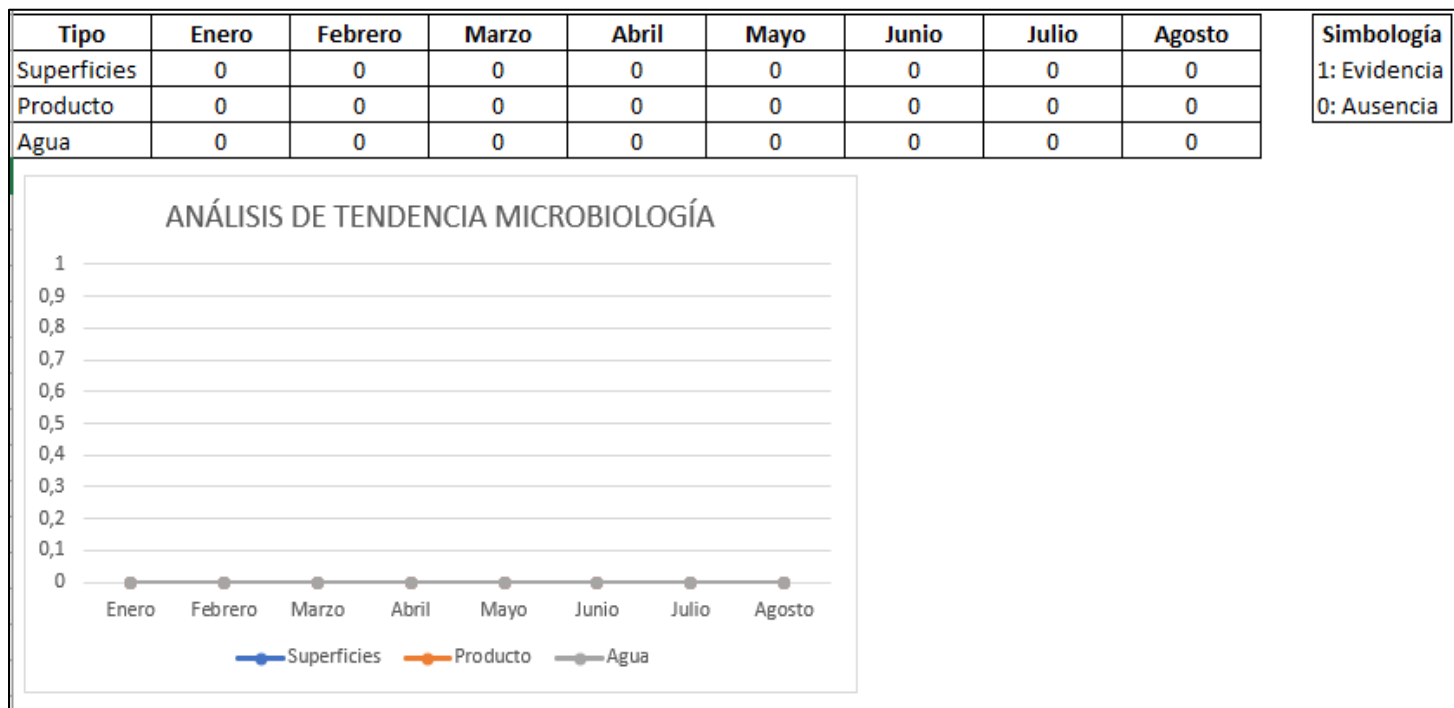 Tipo Enero Febrero Marzo Abril Mayo Junio Julio Agosto Simbología
Superficies 0 0 0 0 0 0 0 0 1: Evidencia
Producto 0 0 0 0 0 0 0 0 0: Ausencia
Agua 0 0 0 0 0 0 0 0
ANÁLISIS DE TENDENCIA MICROBIOLOGÍA
1
0,9
0,8
0,7
0,6
0,5
0,4
0,3
0,2
0,1
0
Enero Febrero Marzo Abril Mayo Junio Julio Agosto
Superficies Producto Agua